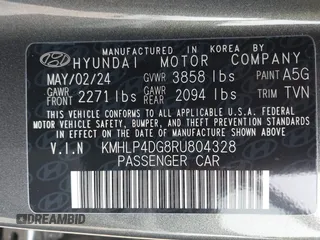 MANUFACTURED IN KOREA BY
HYUNDAI MOTOR COMPANY
MAY/02/24 GVWR 3858 lbs PAINT A5G
GAWR FRONT 2271 lbs GAWR REAR 2094 lbs TRIM TVN
THIS VEHICLE CONFORMS TO ALL APPLICABLE U.S.A. FEDERAL
MOTOR VEHICLE SAFETY, BUMPER, AND THEFT PREVENTION
STANDARDS IN EFFECT ON THE DATE OF MANUFACTURE SHOWN ABOVE.
V.I.N KMHLP4DG8RU804328
PASSENGER CAR
DREAMBID